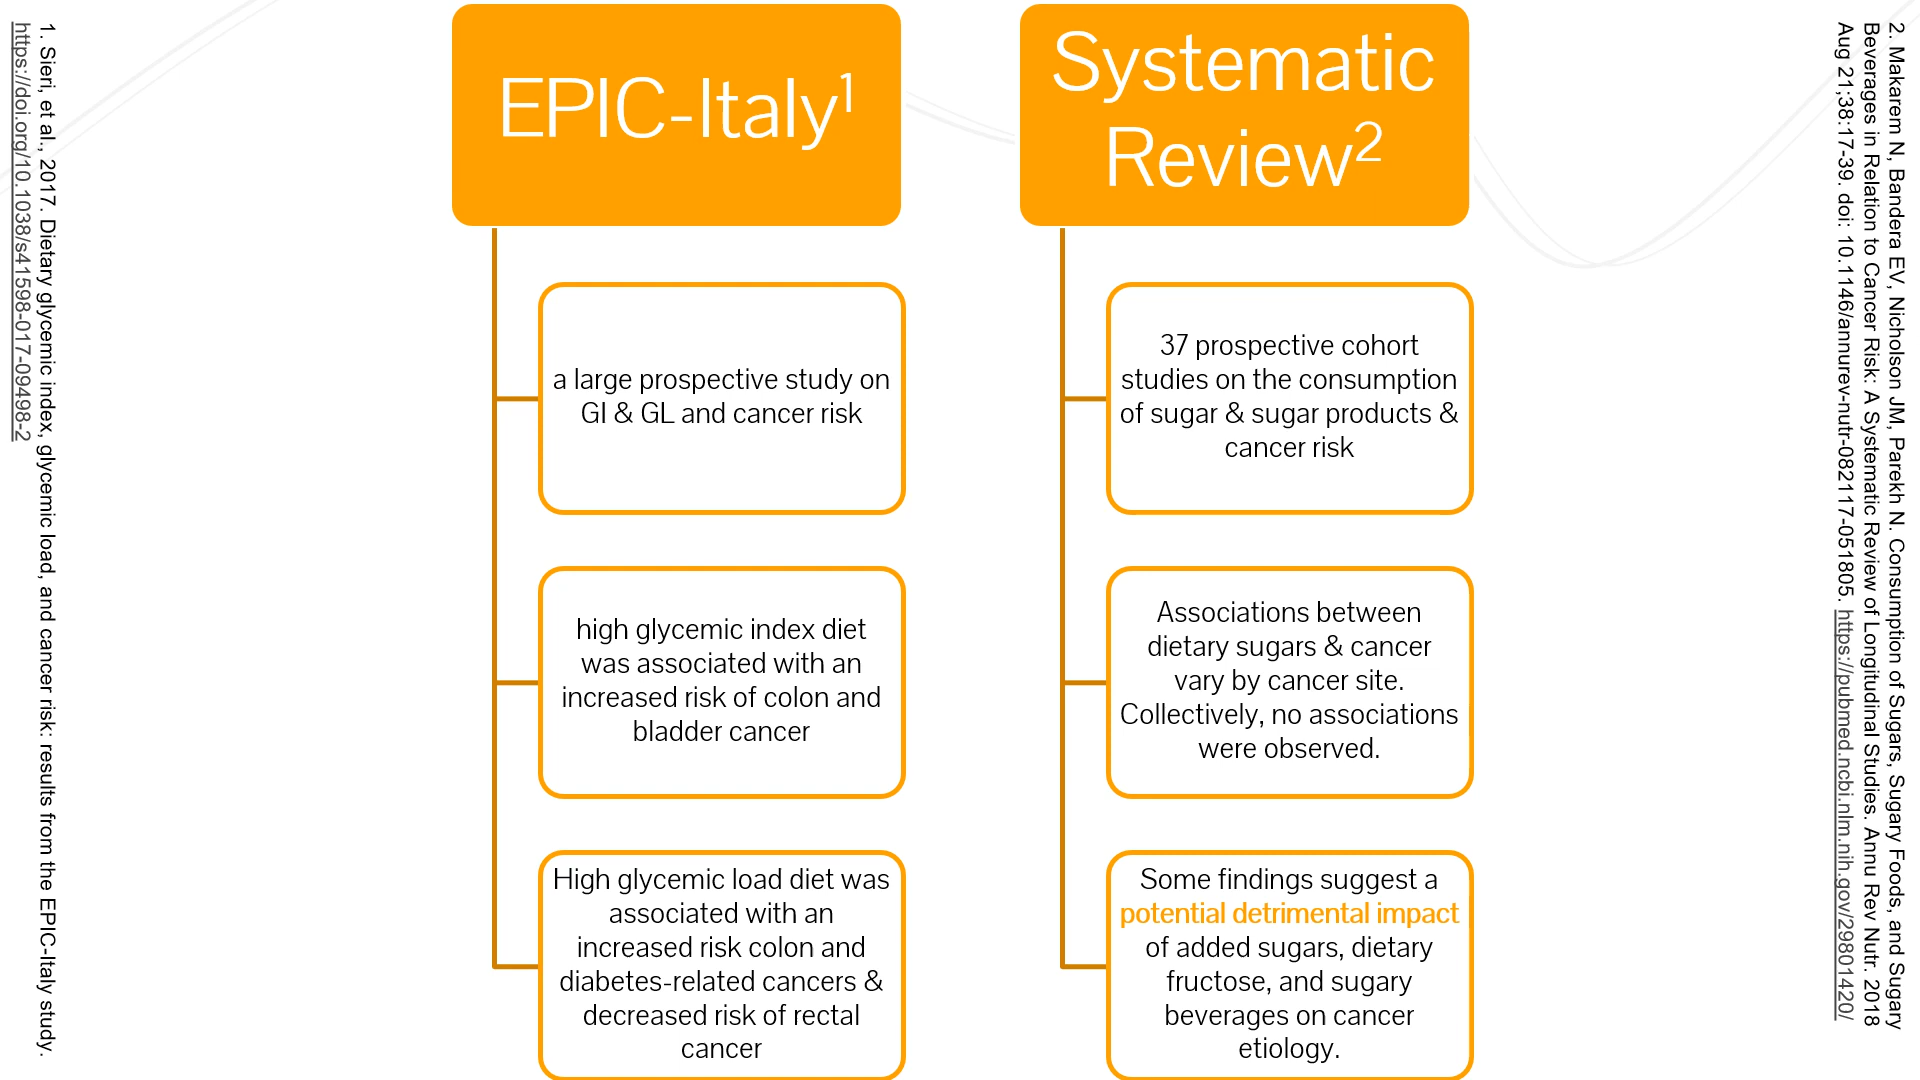 1. Sieri, et al., 2017. Dietary glycemic index, glycemic load, and cancer risk: results from the EPIC-Italy study.
https://doi.org/10.1038/s41598-017-09498-2
EPIC-Italy¹
a large prospective study on
GI & GL and cancer risk
high glycemic index diet
was associated with an
increased risk of colon and
bladder cancer
High glycemic load diet was
associated with an
increased risk colon and
diabetes-related cancers &
decreased risk of rectal
cancer
Systematic
Review²
37 prospective cohort
studies on the consumption
of sugar & sugar products &
cancer risk
Associations between
dietary sugars & cancer
vary by cancer site.
Collectively, no associations
were observed.
Some findings suggest a
potential detrimental impact
of added sugars, dietary
fructose, and sugary
beverages on cancer
etiology.
2. Makarem N, Bandera EV, Nicholson JM, Parekh N. Consumption of Sugars, Sugary Foods, and Sugary
Beverages in Relation to Cancer Risk: A Systematic Review of Longitudinal Studies. Annu Rev Nutr. 2018
Aug 21;38:17-39. doi: 10.1146/annurev-nutr-082117-051805. https://pubmed.ncbi.nlm.nih.gov/29801420/